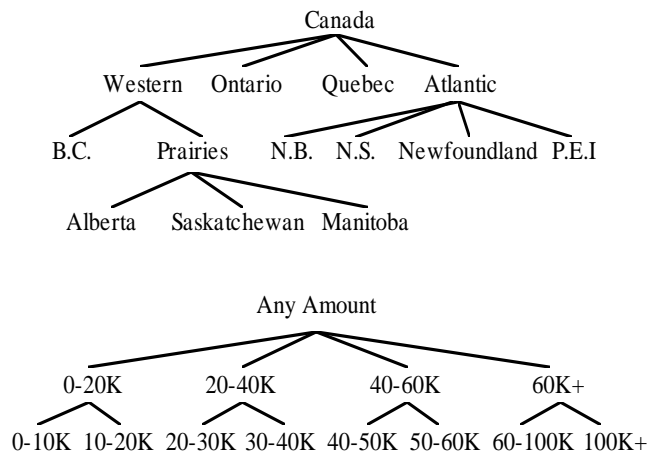 Canada
Western Ontario Quebec Atlantic
B.C. Prairies N.B. N.S. Newfoundland P.E.I
Alberta Saskatchewan Manitoba
Any Amount
0-20K 20-40K 40-60K 60K+
0-10K 10-20K 20-30K 30-40K 40-50K 50-60K 60-100K 100K+